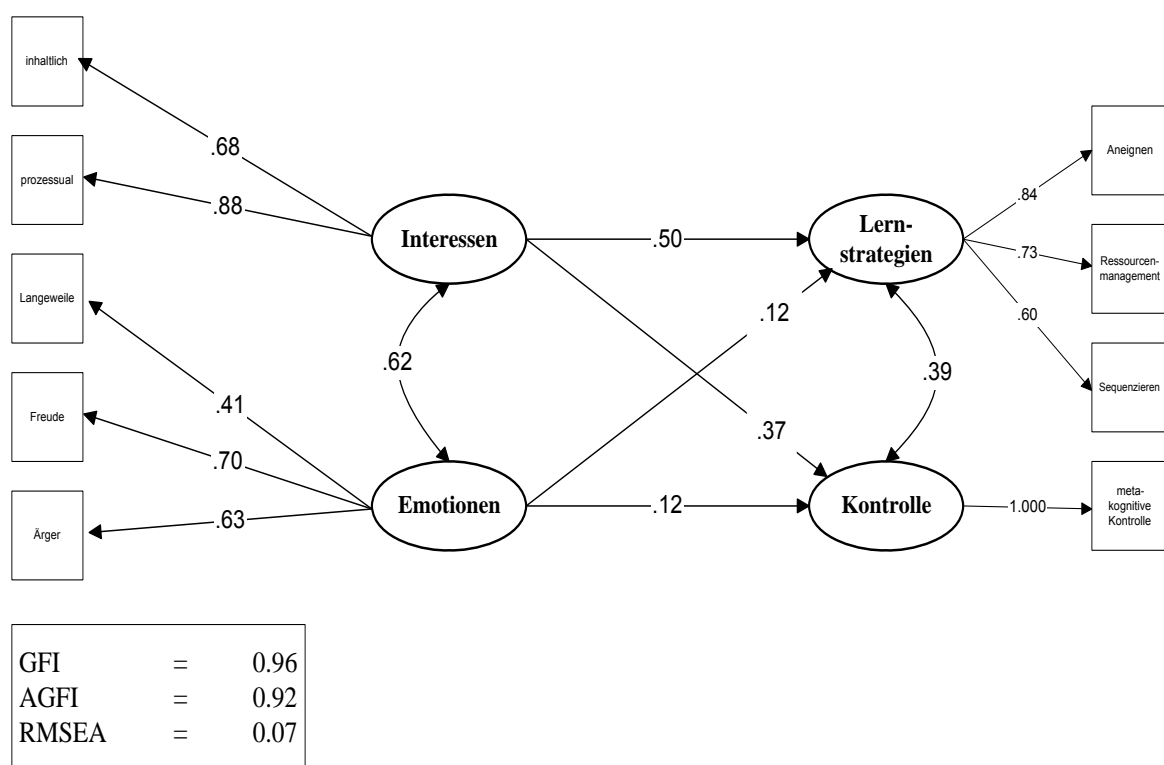 inhaltlich
prozessual
Langeweile
Freude
Ärger
.68
.88
.41
.70
.63
Interessen
.62
Emotionen
.50
.12
.37
.12
Lern-
strategien
.39
Kontrolle
.84
.73
.60
1.000
Aneignen
Ressourcen-
management
Sequenzieren
meta-
kognitive
Kontrolle
GFI = 0.96
AGFI = 0.92
RMSEA = 0.07